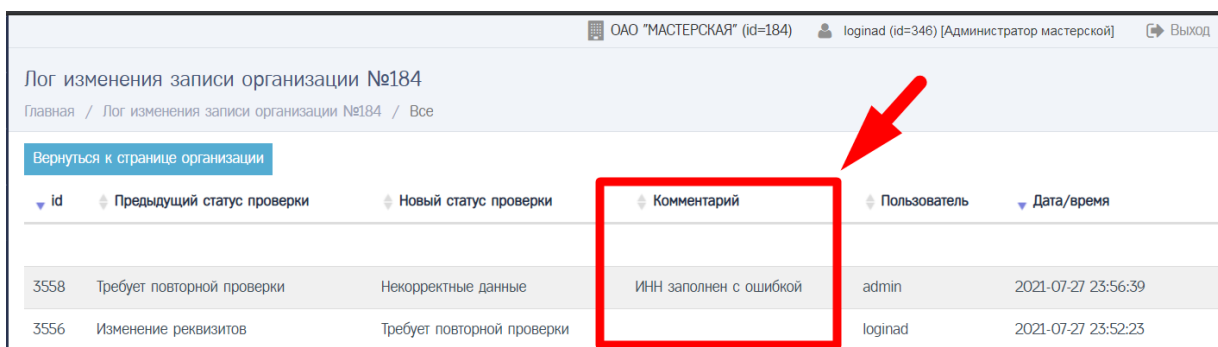 ОАО "МАСТЕРСКАЯ" (id=184) loginad (id=346) [Администратор мастерской] Выход
Лог изменения записи организации №184
Главная / Лог изменения записи организации №184 / Все
Вернуться к странице организации
id Предыдущий статус проверки Новый статус проверки Комментарий Пользователь Дата/время
3558 Требует повторной проверки Некорректные данные ИНН заполнен с ошибкой admin 2021-07-27 23:56:39
3556 Изменение реквизитов Требует повторной проверки loginad 2021-07-27 23:52:23